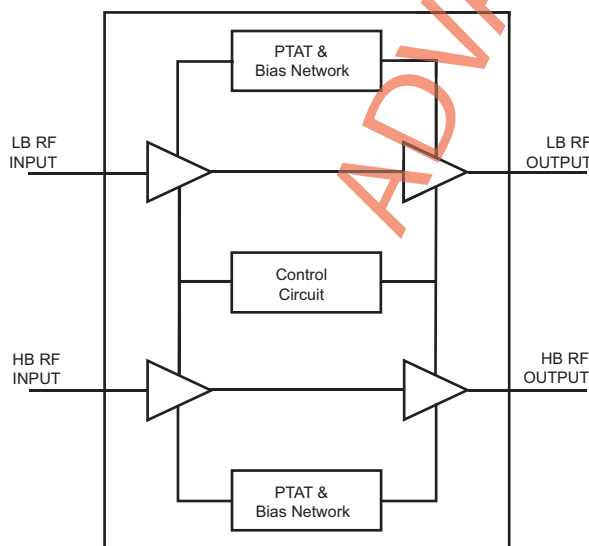 PTAT &
Bias Network
LB RF
INPUT
LB RF
OUTPUT
Control
Circuit
HB RF
INPUT
HB RF
OUTPUT
PTAT &
Bias Network